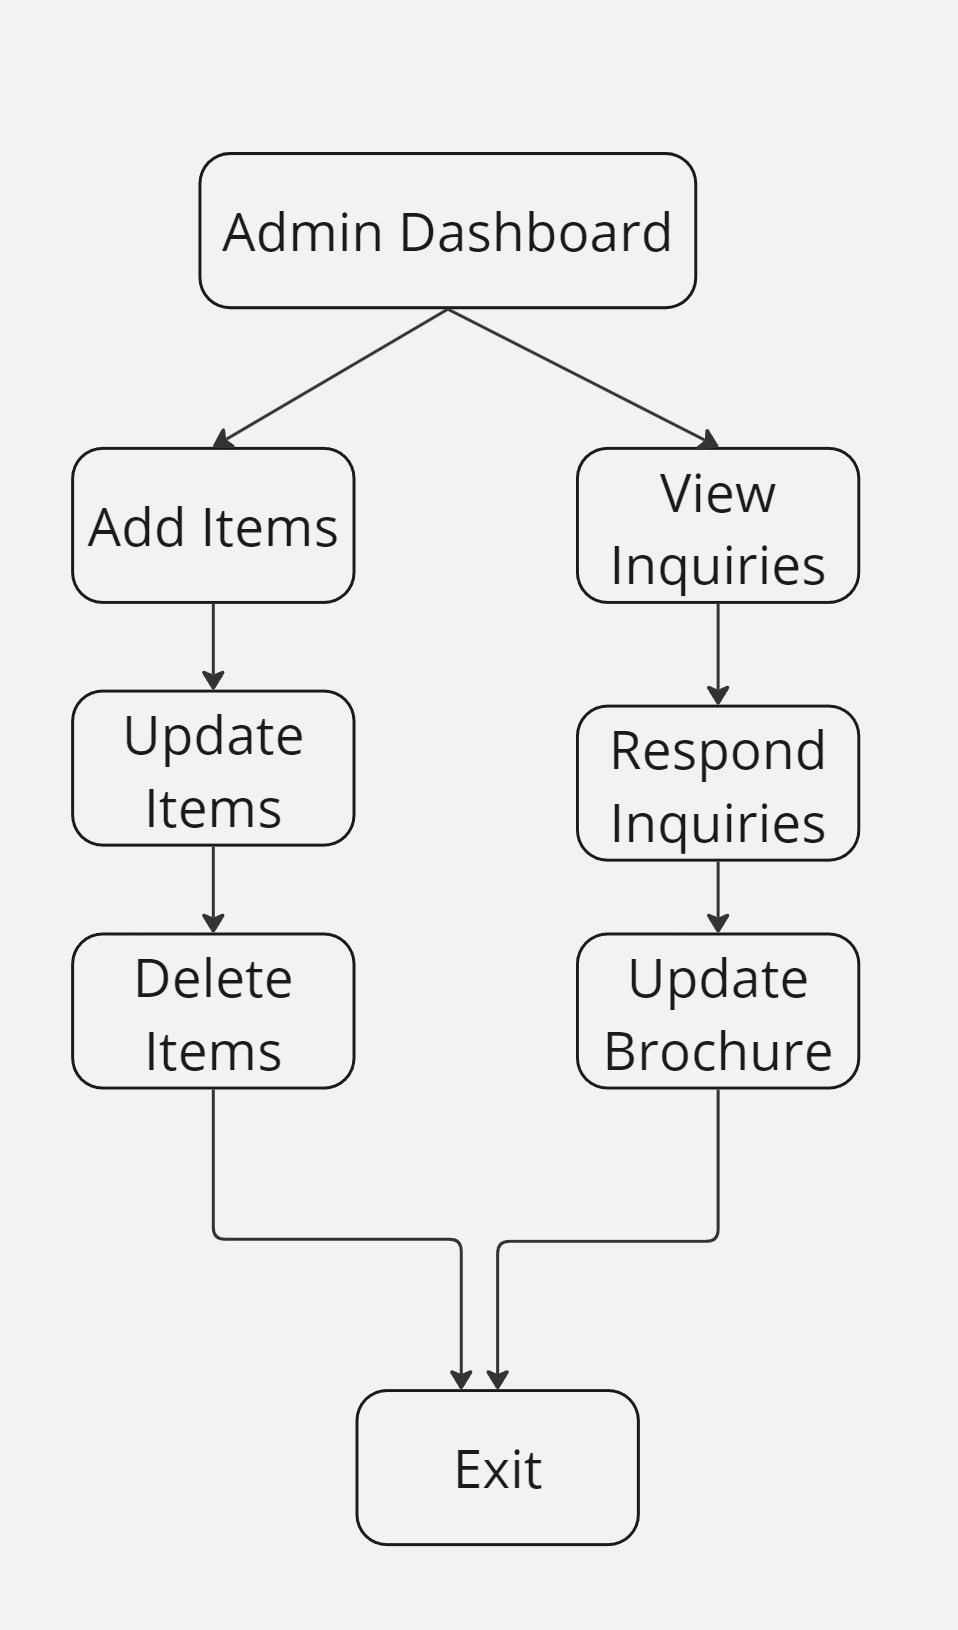 Admin Dashboard
Add Items
View
Inquiries
Update
Items
Respond
Inquiries
Delete
Items
Update
Brochure
Exit